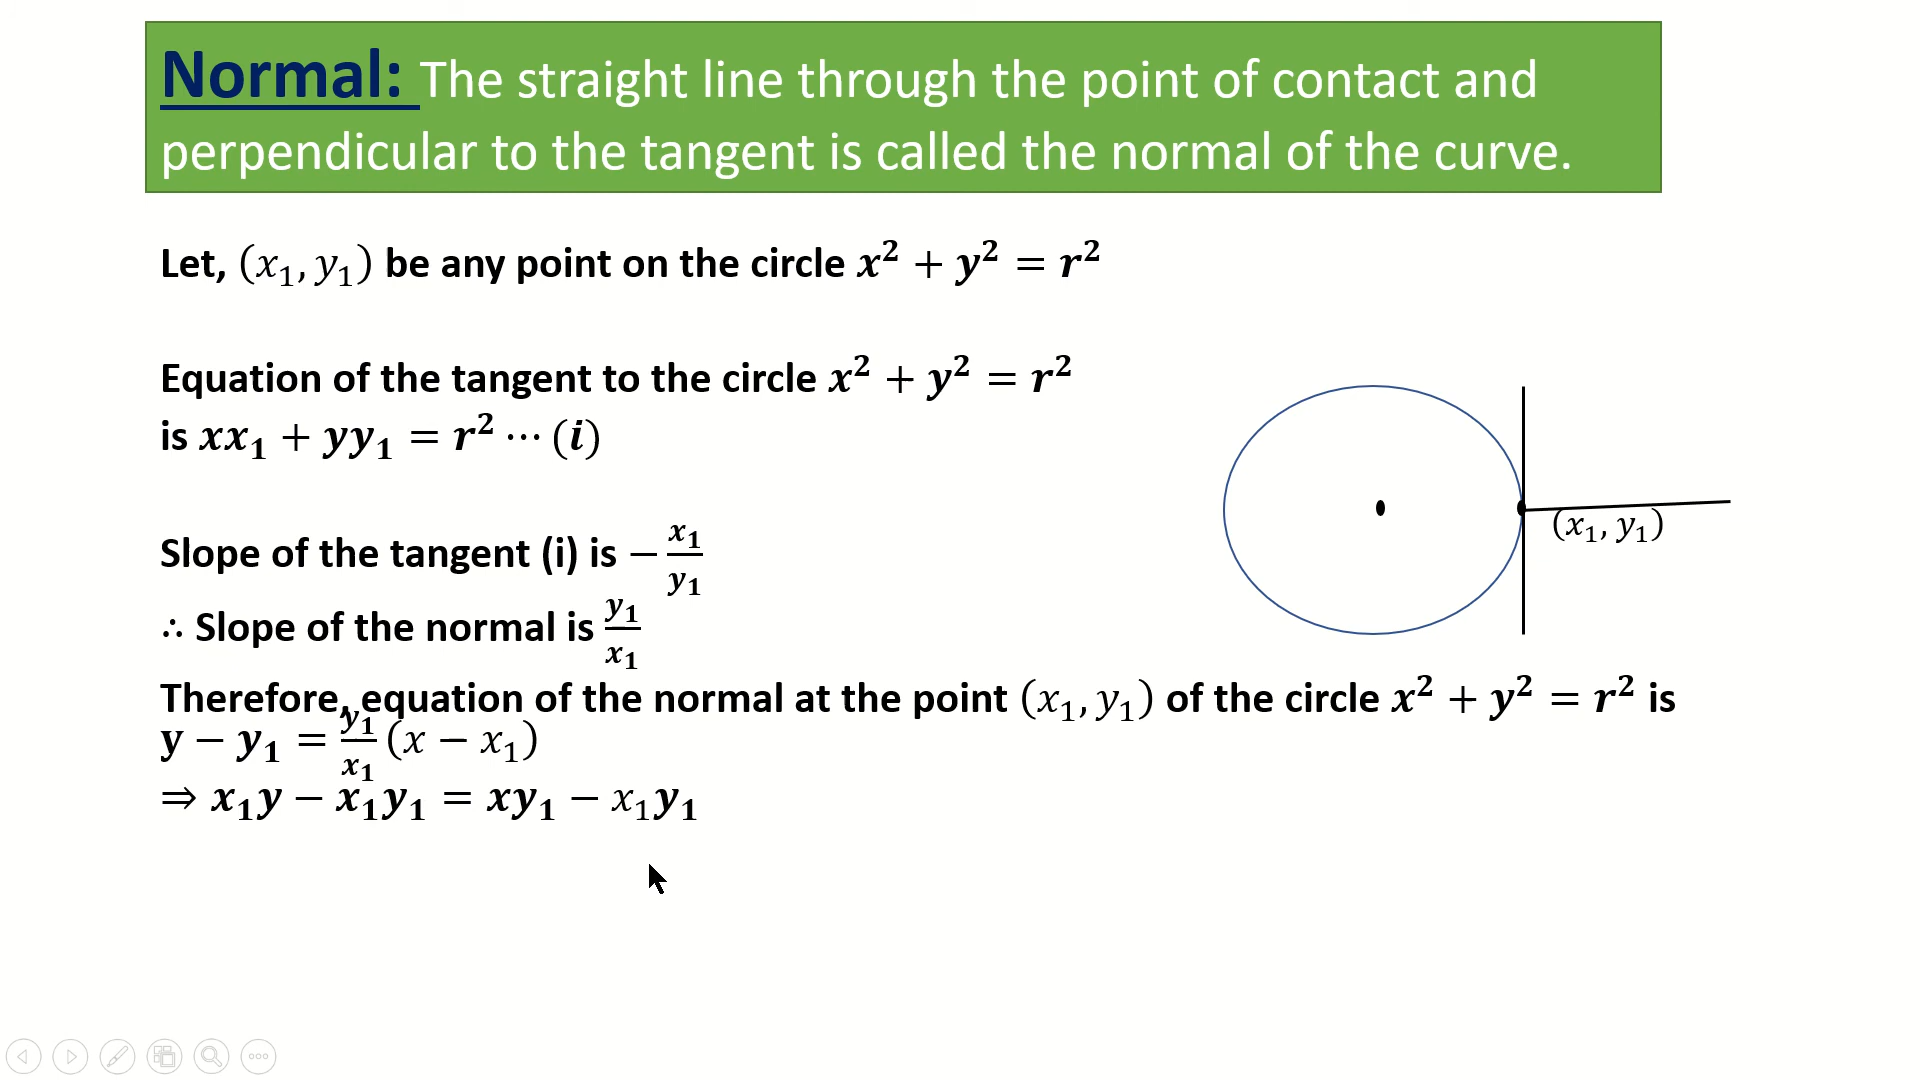 Normal: The straight line through the point of contact and
perpendicular to the tangent is called the normal of the curve.
Let, (x₁, y₁) be any point on the circle x² + y² = r²
Equation of the tangent to the circle x² + y² = r²
is xx₁ + yy₁ = r² ⋯ (i)
Slope of the tangent (i) is − x₁/y₁
∴ Slope of the normal is y₁/x₁
Therefore, equation of the normal at the point (x₁, y₁) of the circle x² + y² = r² is
y − y₁ = y₁/x₁ (x − x₁)
⇒ x₁y − x₁y₁ = xy₁ − x₁y₁
(x₁, y₁)